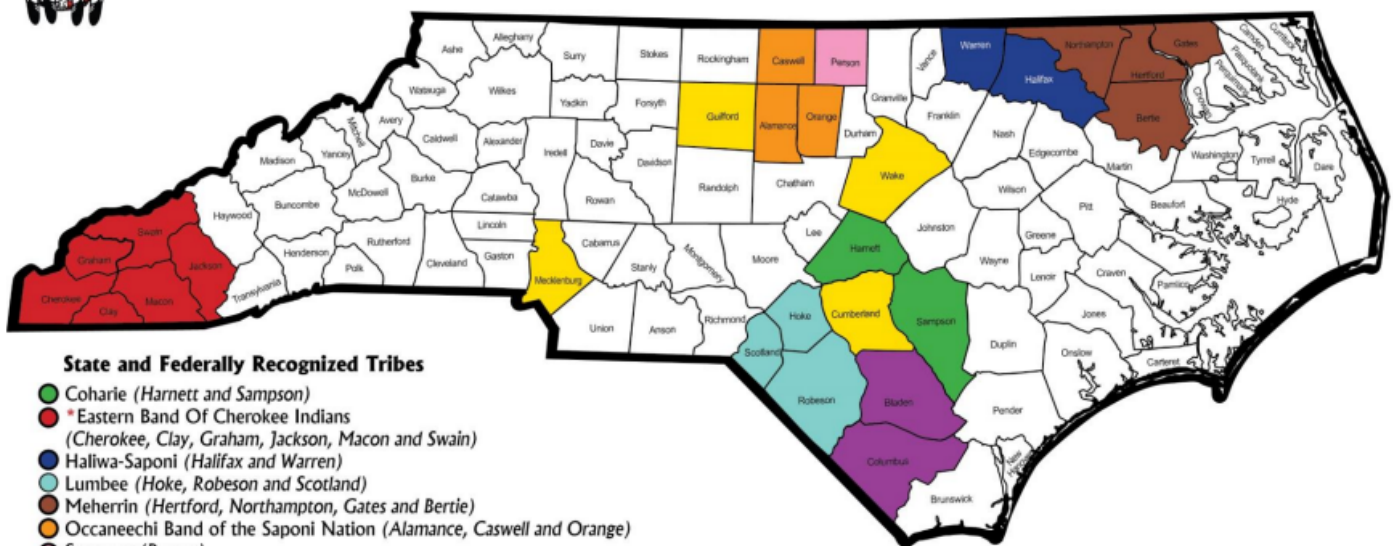 Ashe
Alleghany
Surry
Stokes
Rockingham
Caswell
Person
Vance
Warren
Halifax
Northampton
Gates
Hertford
Bertie
Camden
Currituck
Pasquotank
Perquimans
Chowan
Watauga
Wilkes
Yadkin
Forsyth
Guilford
Alamance
Orange
Durham
Granville
Franklin
Nash
Edgecombe
Martin
Washington
Tyrrell
Dare
Mitchell
Avery
Caldwell
Alexander
Iredell
Davie
Davidson
Randolph
Chatham
Wake
Wilson
Pitt
Beaufort
Hyde
Madison
Yancey
McDowell
Burke
Catawba
Rowan
Lee
Johnston
Greene
Swain
Haywood
Buncombe
Rutherford
Lincoln
Cabarrus
Stanly
Montgomery
Moore
Harnett
Wayne
Lenoir
Craven
Pamlico
Graham
Jackson
Henderson
Polk
Cleveland
Gaston
Mecklenburg
Cherokee
Clay
Macon
Transylvania
Union
Anson
Richmond
Hoke
Cumberland
Sampson
Duplin
Jones
Onslow
Carteret
Scotland
Robeson
Bladen
Pender
Columbus
Brunswick
State and Federally Recognized Tribes
Coharie (Harnett and Sampson)
*Eastern Band Of Cherokee Indians
(Cherokee, Clay, Graham, Jackson, Macon and Swain)
Haliwa-Saponi (Halifax and Warren)
Lumbee (Hoke, Robeson and Scotland)
Meherrin (Hertford, Northampton, Gates and Bertie)
Occaneechi Band of the Saponi Nation (Alamance, Caswell and Orange)